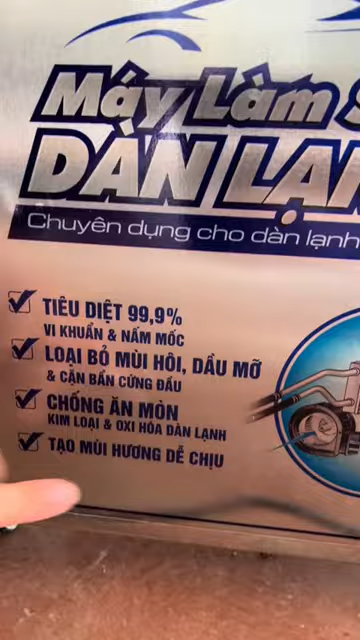 Máy Làm
DÀN LẠN
Chuyên dụng cho dàn lạnh
TIÊU DIỆT 99,9%
VI KHUẨN & NẤM MỐC
LOẠI BỎ MÙI HÔI, DẦU MỠ
& CẶN BẨN CỨNG ĐẦU
CHỐNG ĂN MÒN
KIM LOẠI & OXI HÓA DÀN LẠNH
TẠO MÙI HƯƠNG DỄ CHỊU